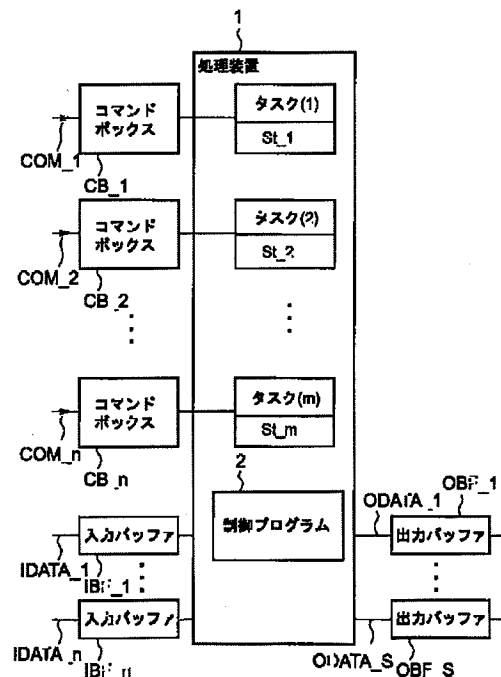 1
処理装置
コマンド
ボックス
COM_1
CB_1
タスク(1)
St_1
コマンド
ボックス
COM_2
CB_2
タスク(2)
St_2
コマンド
ボックス
COM_n
CB_n
タスク(m)
St_m
2
制御プログラム
ODATA_1
OBF_1
入力バッファ
出力バッファ
IDATA_1
IBF_1
入力バッファ
出力バッファ
IDATA_n
IBF_n
ODATA_S
OBF_S